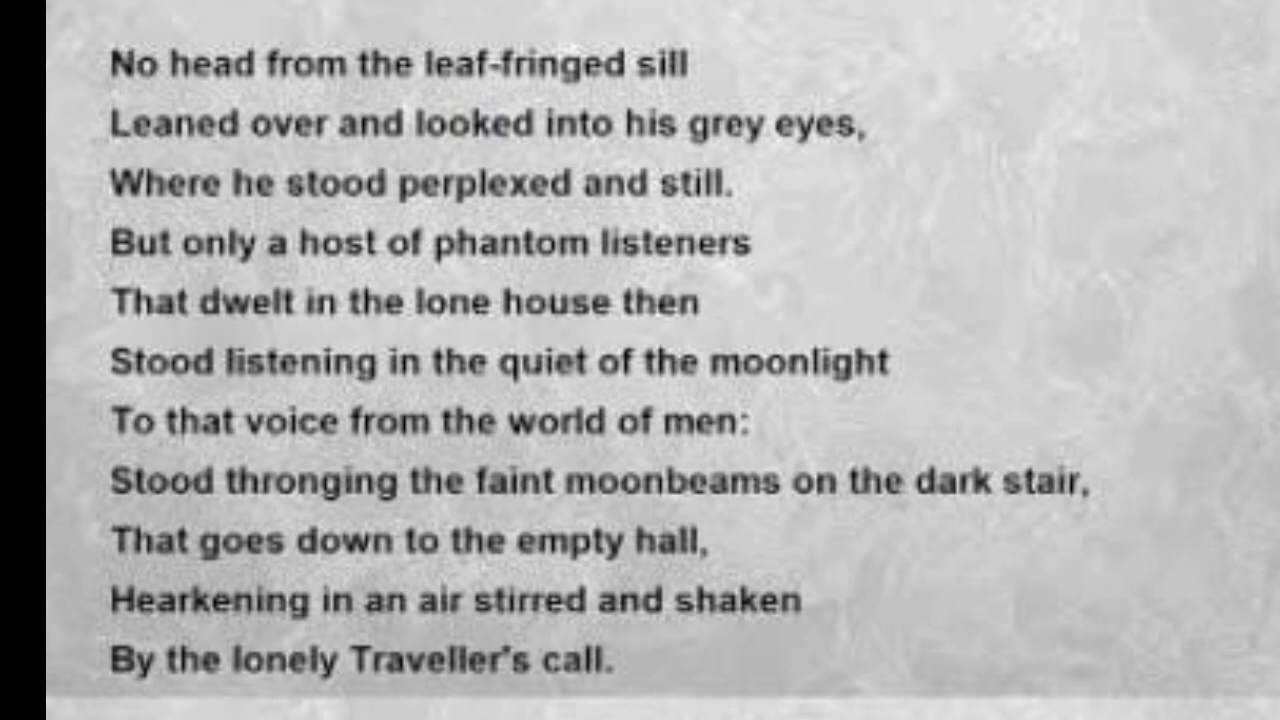 No head from the leaf-fringed sill
Leaned over and looked into his grey eyes,
Where he stood perplexed and still.
But only a host of phantom listeners
That dwelt in the lone house then
Stood listening in the quiet of the moonlight
To that voice from the world of men:
Stood thronging the faint moonbeams on the dark stair,
That goes down to the empty hall,
Hearkening in an air stirred and shaken
By the lonely Traveller's call.